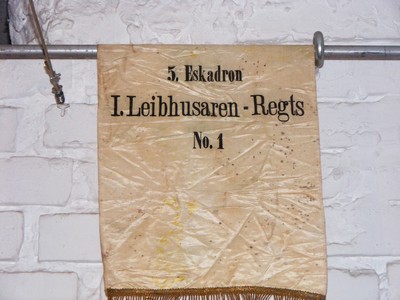 5. Eskadron
I. Leibhusaren - Regts
No. 1